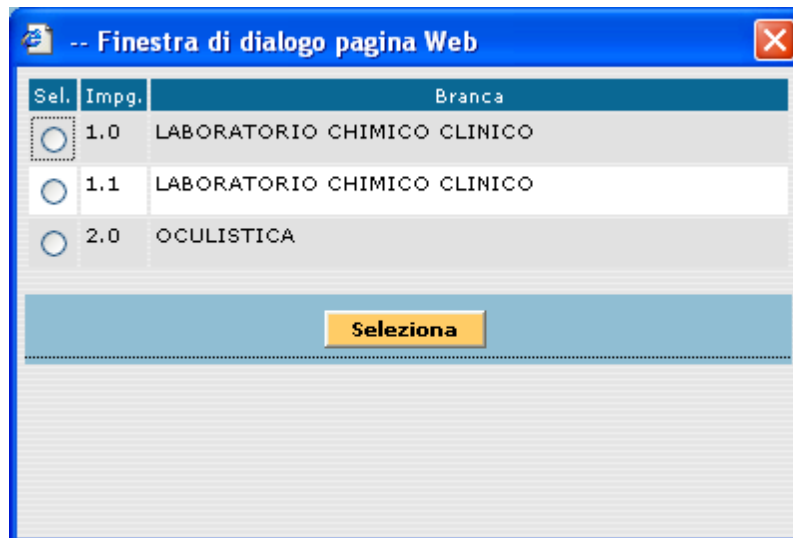 -- Finestra di dialogo pagina Web
Sel. Impg. Branca
1.0 LABORATORIO CHIMICO CLINICO
1.1 LABORATORIO CHIMICO CLINICO
2.0 OCULISTICA
Seleziona